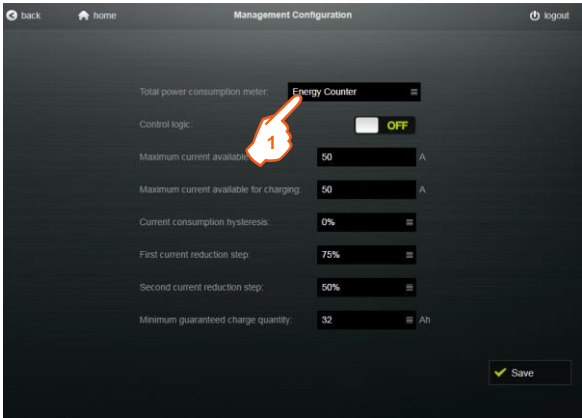 back home Management Configuration logout
Total power consumption meter: Energy Counter
Control logic: OFF
1
Maximum current available 50 A
Maximum current available for charging: 50 A
Current consumption hysteresis: 0%
First current reduction step: 75%
Second current reduction step: 50%
Minimum guaranteed charge quantity: 32 Ah
Save